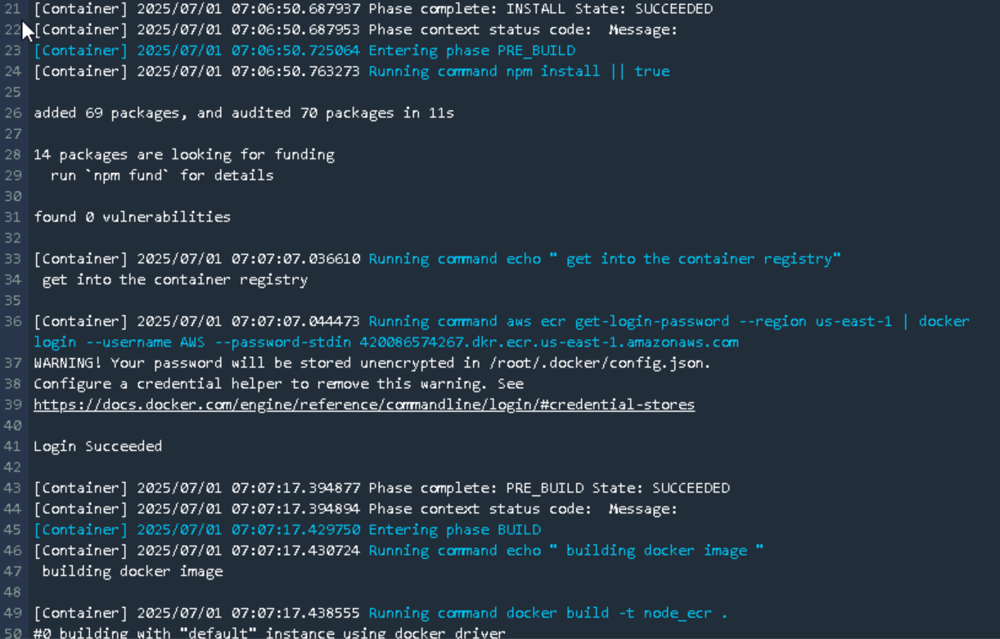 21 [Container] 2025/07/01 07:06:50.687937 Phase complete: INSTALL State: SUCCEEDED
22 [Container] 2025/07/01 07:06:50.687953 Phase context status code:  Message:
23 [Container] 2025/07/01 07:06:50.725064 Entering phase PRE_BUILD
24 [Container] 2025/07/01 07:06:50.763273 Running command npm install || true
25
26 added 69 packages, and audited 70 packages in 11s
27
28 14 packages are looking for funding
29   run `npm fund` for details
30
31 found 0 vulnerabilities
32
33 [Container] 2025/07/01 07:07:07.036610 Running command echo " get into the container registry"
34  get into the container registry
35
36 [Container] 2025/07/01 07:07:07.044473 Running command aws ecr get-login-password --region us-east-1 | docker
login --username AWS --password-stdin 420086574267.dkr.ecr.us-east-1.amazonaws.com
37 WARNING! Your password will be stored unencrypted in /root/.docker/config.json.
38 Configure a credential helper to remove this warning. See
39 https://docs.docker.com/engine/reference/commandline/login/#credential-stores
40
41 Login Succeeded
42
43 [Container] 2025/07/01 07:07:17.394877 Phase complete: PRE_BUILD State: SUCCEEDED
44 [Container] 2025/07/01 07:07:17.394894 Phase context status code:  Message:
45 [Container] 2025/07/01 07:07:17.429750 Entering phase BUILD
46 [Container] 2025/07/01 07:07:17.430724 Running command echo " building docker image "
47  building docker image
48
49 [Container] 2025/07/01 07:07:17.438555 Running command docker build -t node_ecr .
50 #0 building with "default" instance using docker driver